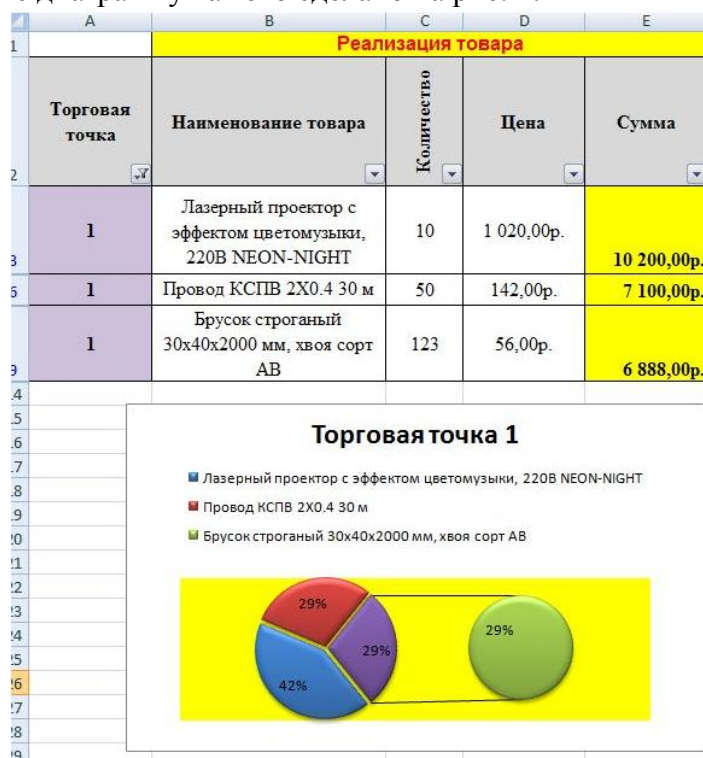 A B C D E
1 Реализация товара
2 Торговая точка Наименование товара Количество Цена Сумма
1 Лазерный проектор с эффектом цветомузыки, 220В NEON-NIGHT 10 1 020,00р. 10 200,00р.
6 1 Провод КСПВ 2Х0.4 30 м 50 142,00р. 7 100,00р.
9 1 Брусок строганый 30х40х2000 мм, хвоя сорт АВ 123 56,00р. 6 888,00р.
Торговая точка 1
Лазерный проектор с эффектом цветомузыки, 220В NEON-NIGHT
Провод КСПВ 2Х0.4 30 м
Брусок строганый 30х40х2000 мм, хвоя сорт АВ
29%
29%
29%
42%